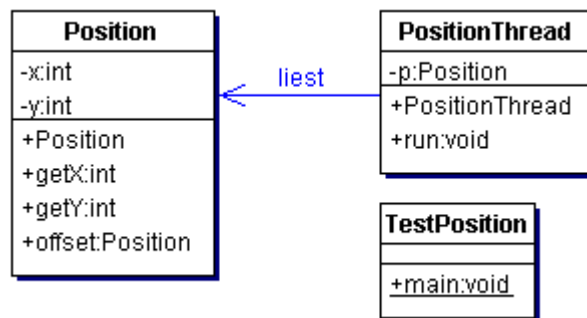 Position
-x:int
-y:int
+Position
+getX:int
+getY:int
+offset:Position
liest
PositionThread
-p:Position
+PositionThread
+run:void
TestPosition
+main:void